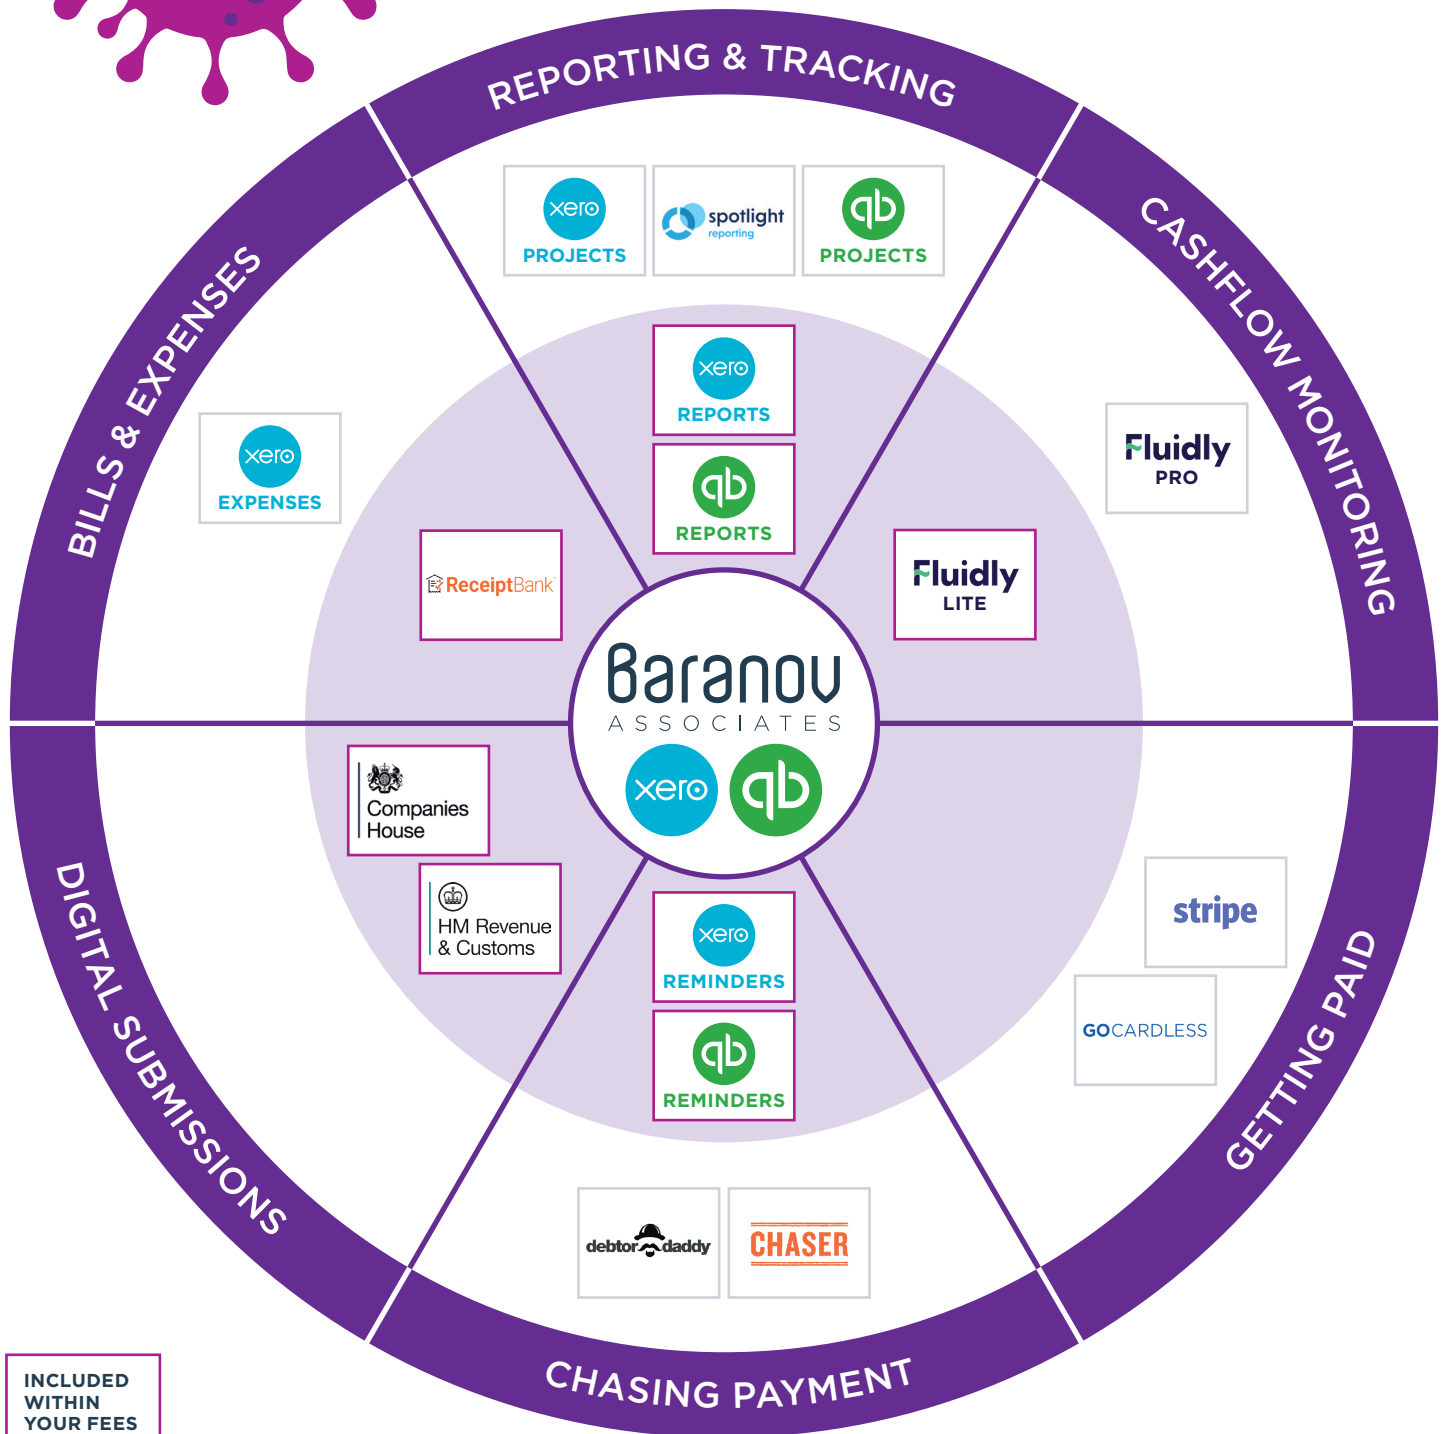 REPORTING & TRACKING
xero
PROJECTS
spotlight
reporting
qb
PROJECTS
xero
REPORTS
qb
REPORTS
CASHFLOW MONITORING
Fluidly
PRO
Fluidly
LITE
BILLS & EXPENSES
xero
EXPENSES
ReceiptBank
Baranov
ASSOCIATES
xero
qb
DIGITAL SUBMISSIONS
Companies
House
HM Revenue
& Customs
GETTING PAID
stripe
GOCARDLESS
xero
REMINDERS
qb
REMINDERS
debtor daddy
CHASER
CHASING PAYMENT
INCLUDED
WITHIN
YOUR FEES